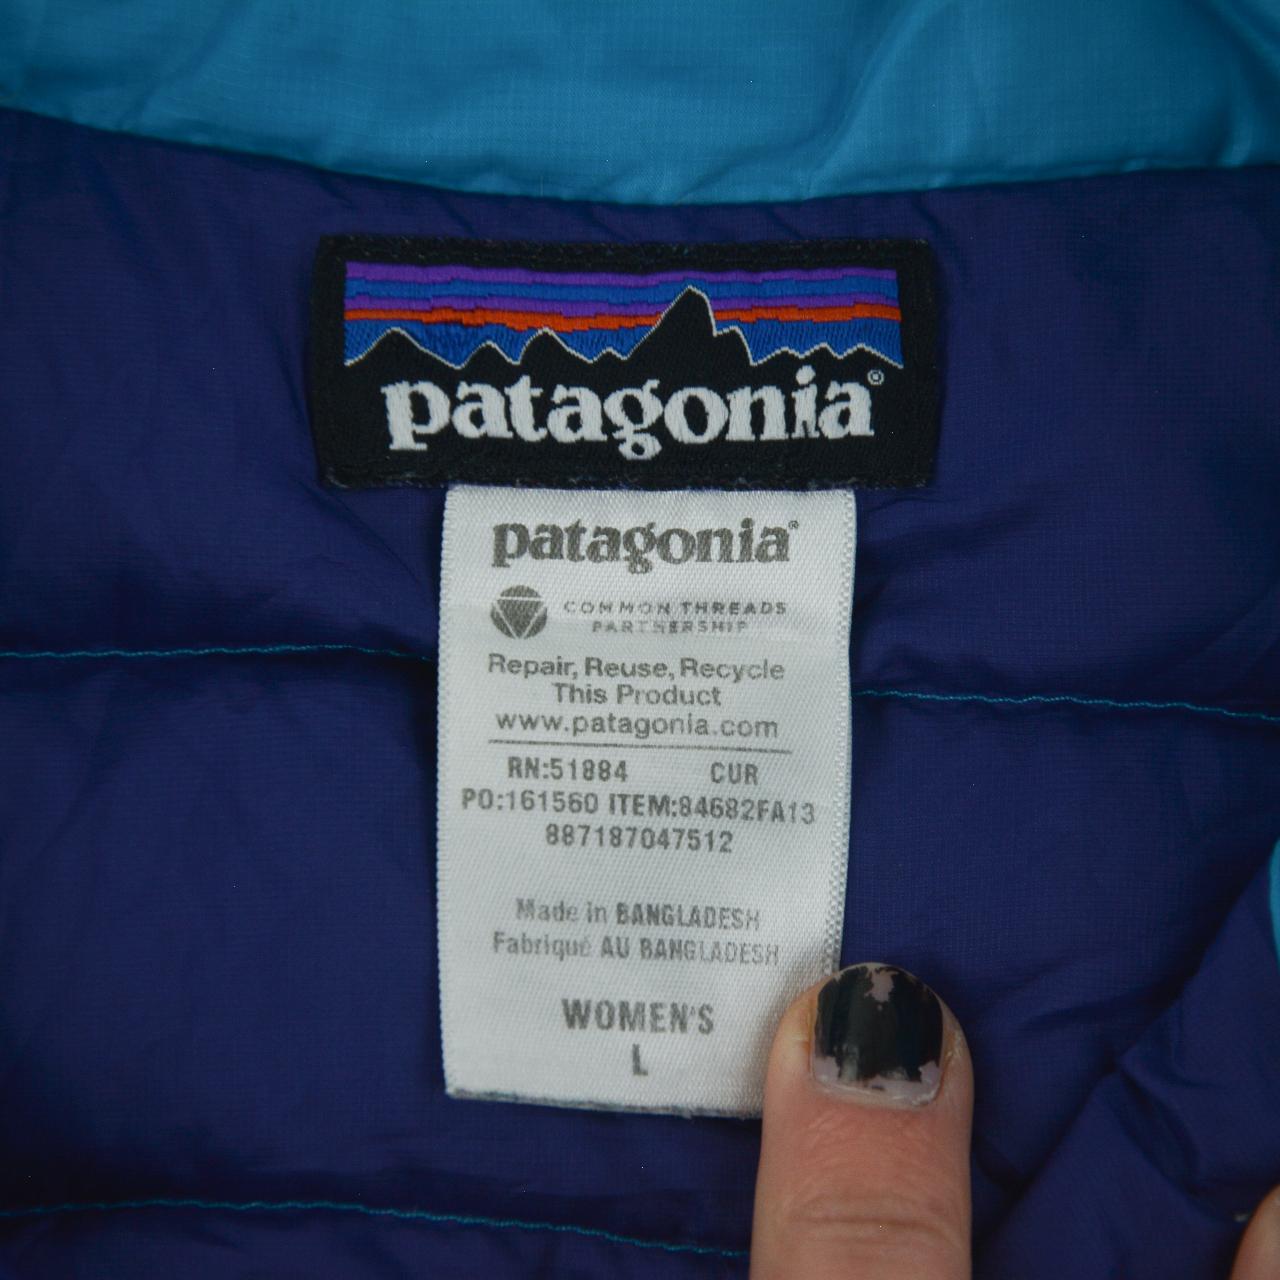 patagonia®
patagonia®
COMMON THREADS
PARTNERSHIP
Repair, Reuse, Recycle
This Product
www.patagonia.com
RN:51884 CUR
PO:161560 ITEM:84682FA13
887187047512
Made in BANGLADESH
Fabriqué AU BANGLADESH
WOMEN'S
L